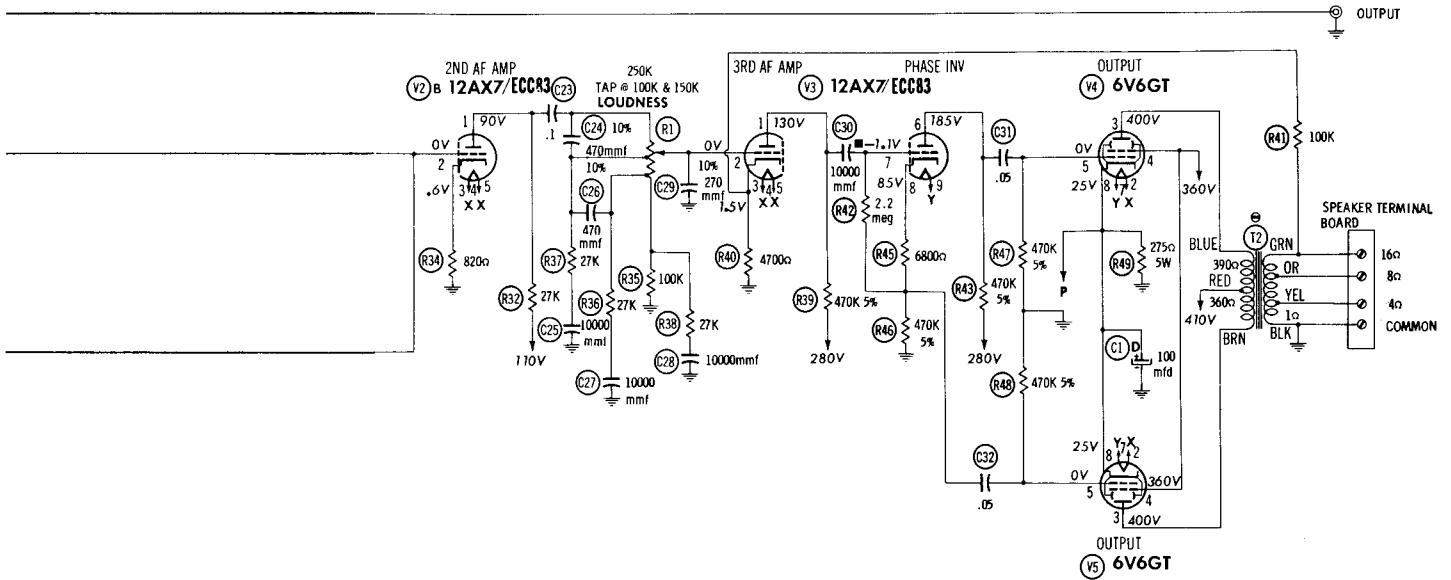 OUTPUT
2ND AF AMP
V2 B 12AX7/ECC83
C23
.1
1
90V
0V
2
.6V
3 4 5
X X
R34
820Ω
R32
27K
110V
250K
TAP @ 100K & 150K
LOUDNESS
C24
10%
470mmf
10%
R1
C26
470
mmf
R37
27K
C25
10000
mmf
R36
27K
C27
10000
mmf
R35
100K
R38
27K
C28
10000mmf
10%
C29
270
mmf
3RD AF AMP
V3
12AX7/ECC83
1
130V
0V
2
1.5V
3 4 5
X X
R40
4700Ω
R39
470K 5%
280V
C30
10000
mmf
R42
2.2
meg
PHASE INV
6
185V
-1.1V
7
85V
8
9
Y
R45
6800Ω
R46
470K
5%
R43
470K
5%
280V
C31
.05
C32
.05
R47
470K
5%
R48
470K 5%
OUTPUT
V4
6V6GT
3
400V
0V
5
4
25V
8 7 2
Y X
360V
P
R49
275Ω
5W
C1 D
100
mfd
25V
Y X
8 7 2
0V
5
360V
4
3
400V
OUTPUT
V5
6V6GT
R41
100K
T2
BLUE
390Ω
RED
360Ω
410V
BRN
GRN
OR
YEL
1Ω
BLK
SPEAKER TERMINAL
BOARD
16Ω
8Ω
4Ω
COMMON